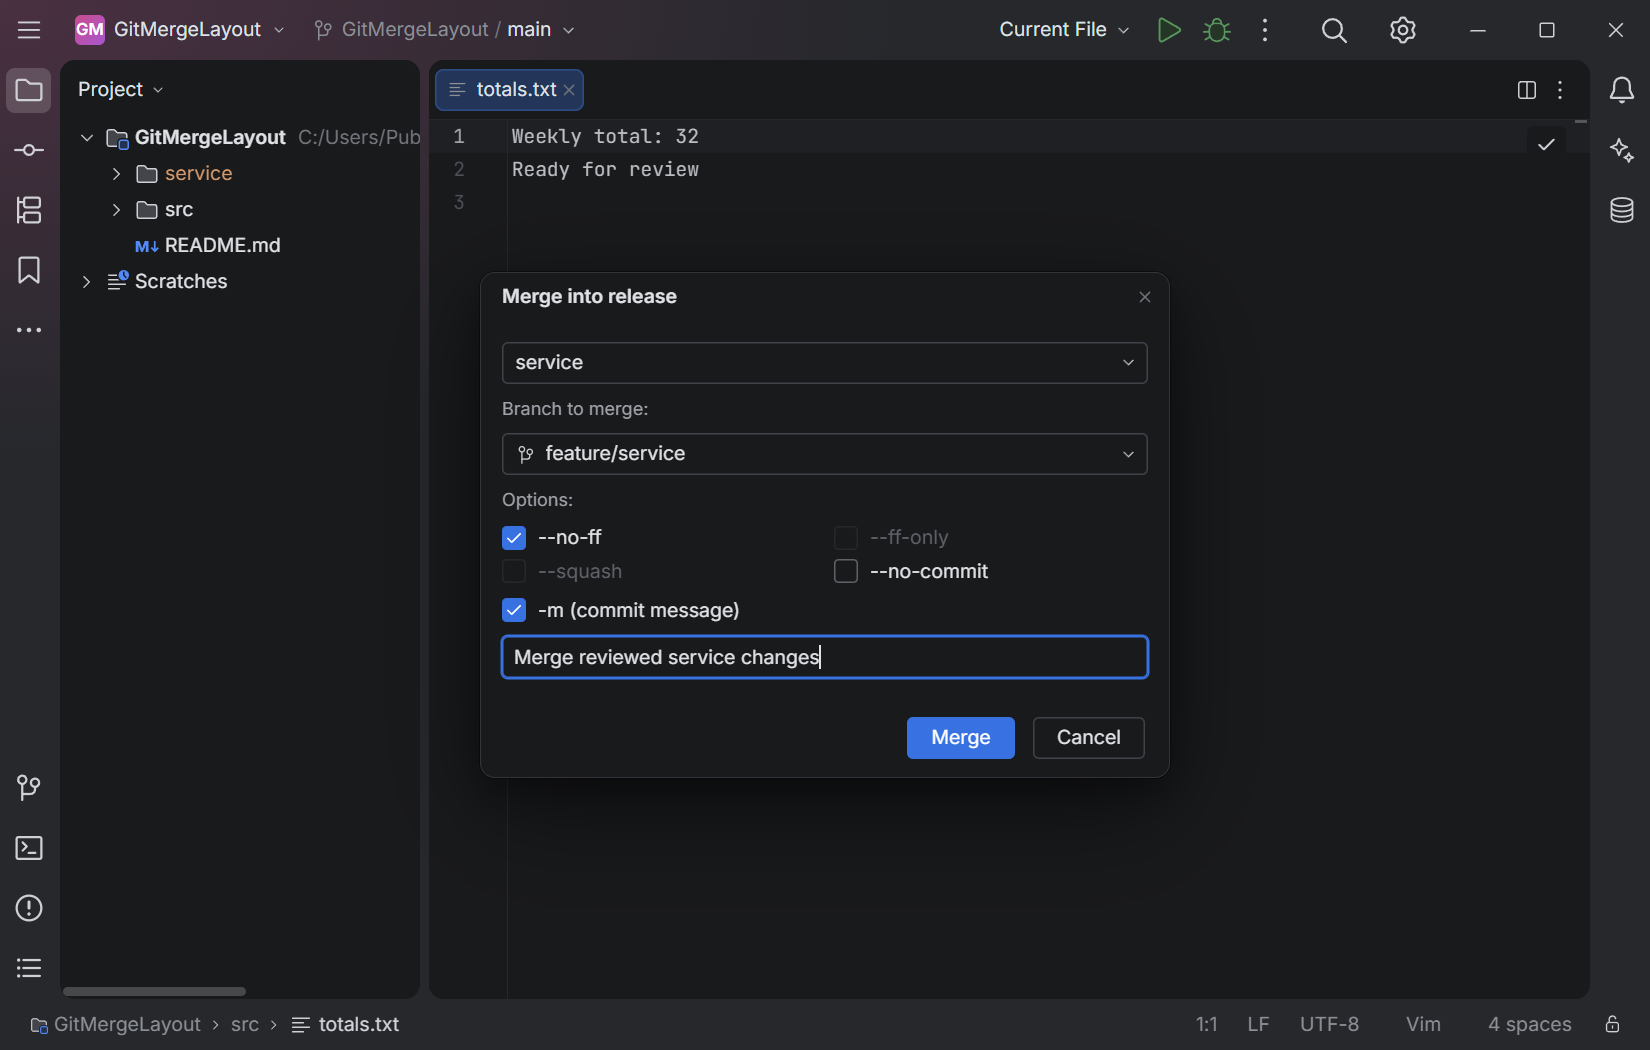 GM GitMergeLayout GitMergeLayout / main Current File
Project
totals.txt
GitMergeLayout C:/Users/Pub
service
src
M↓ README.md
Scratches
1 Weekly total: 32
2 Ready for review
3
Merge into release
service
Branch to merge:
feature/service
Options:
--no-ff --ff-only
--squash --no-commit
-m (commit message)
Merge reviewed service changes
Merge Cancel
GitMergeLayout › src › totals.txt 1:1 LF UTF-8 Vim 4 spaces